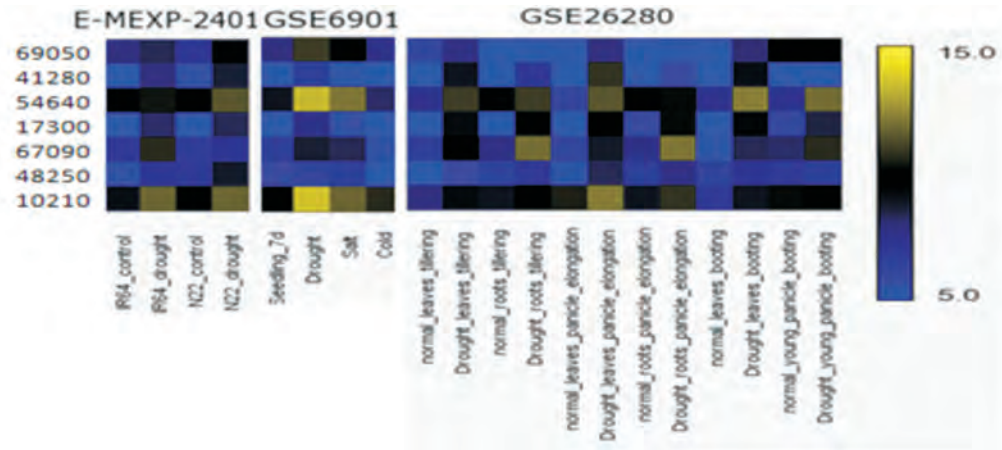 E-MEXP-2401 GSE6901 GSE26280
69050
41280
54640
17300
67090
48250
10210
15.0
5.0
IR64_control
IR64_drought
N22_control
N22_drought
Seedling_7d
Drought
Salt
Cold
normal_leaves_tillering
Drought_leaves_tillering
normal_roots_tillering
Drought_roots_tillering
normal_leaves_panicle_elongation
Drought_leaves_panicle_elongation
normal_roots_panicle_elongation
Drought_roots_panicle_elongation
normal_leaves_booting
Drought_leaves_booting
normal_young_panicle_booting
Drought_young_panicle_booting